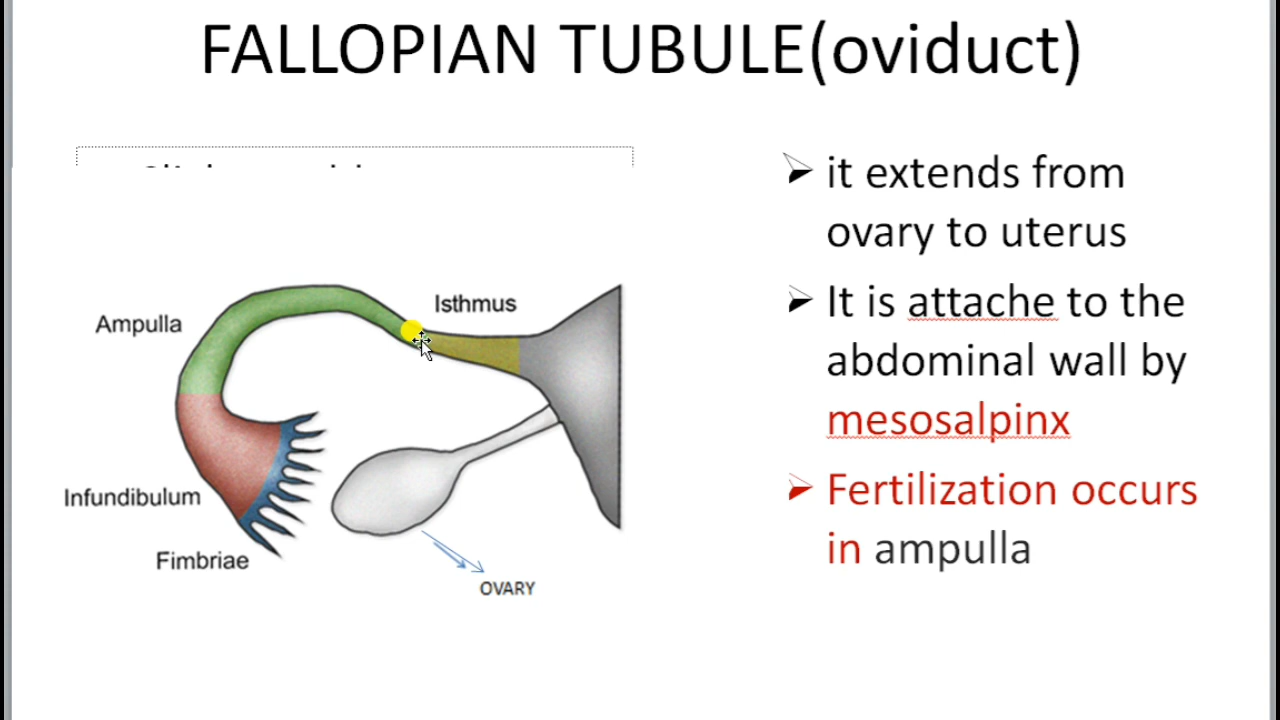 FALLOPIAN TUBULE(oviduct)
it extends from
ovary to uterus
It is attache to the
abdominal wall by
mesosalpinx
Fertilization occurs
in ampulla
Isthmus
Ampulla
Infundibulum
Fimbriae
OVARY